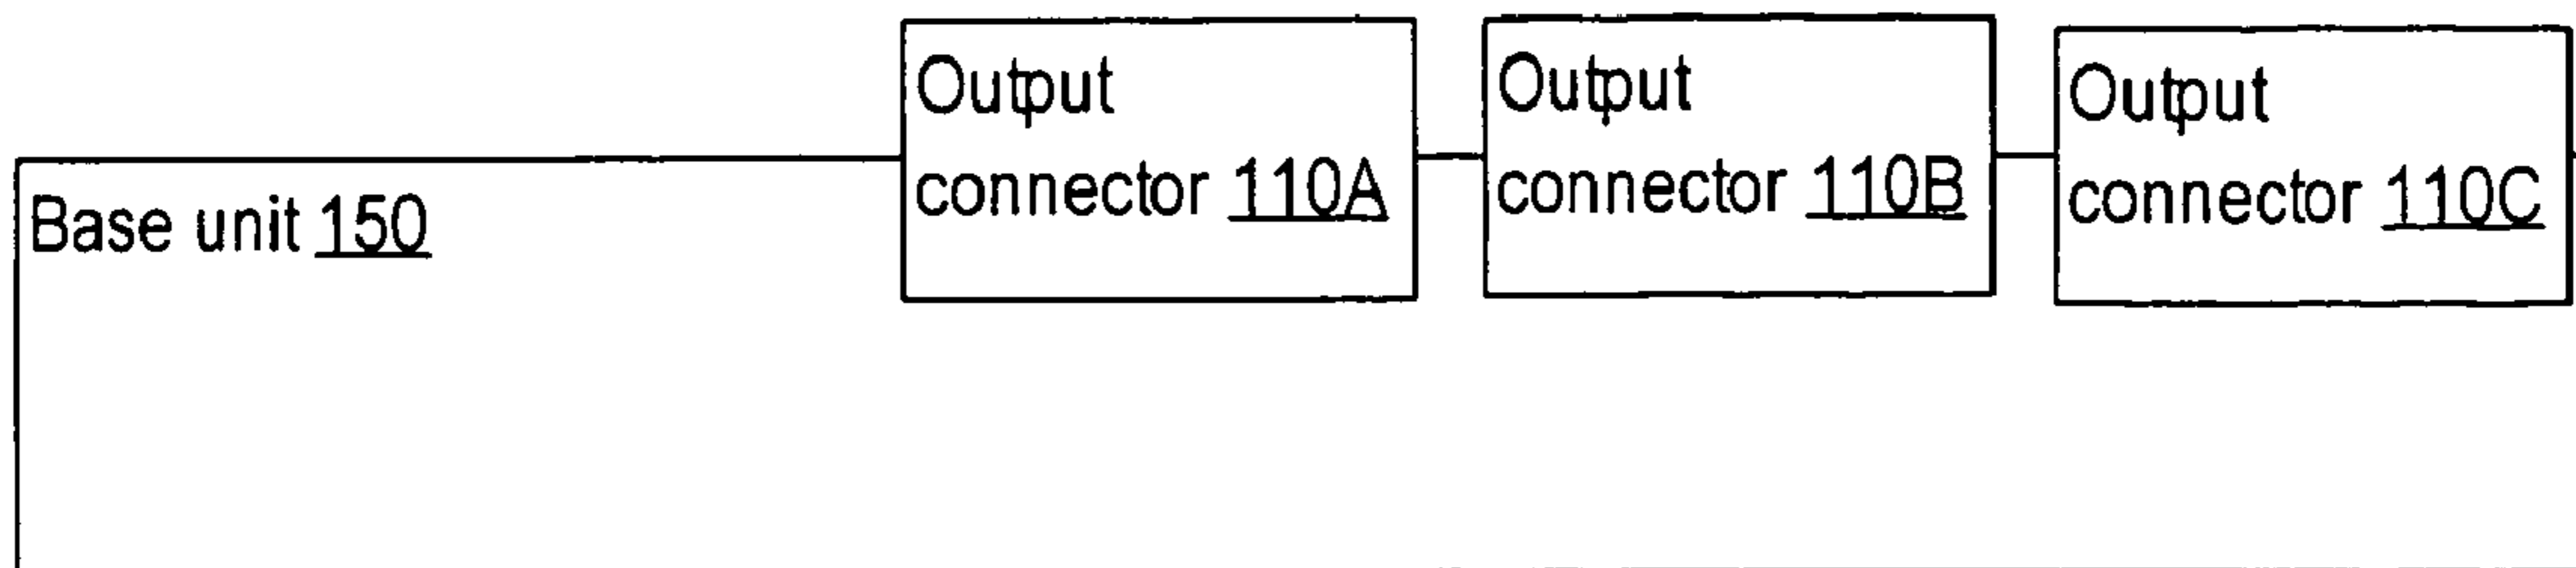 Base unit 150
Output
connector 110A
Output
connector 110B
Output
connector 110C